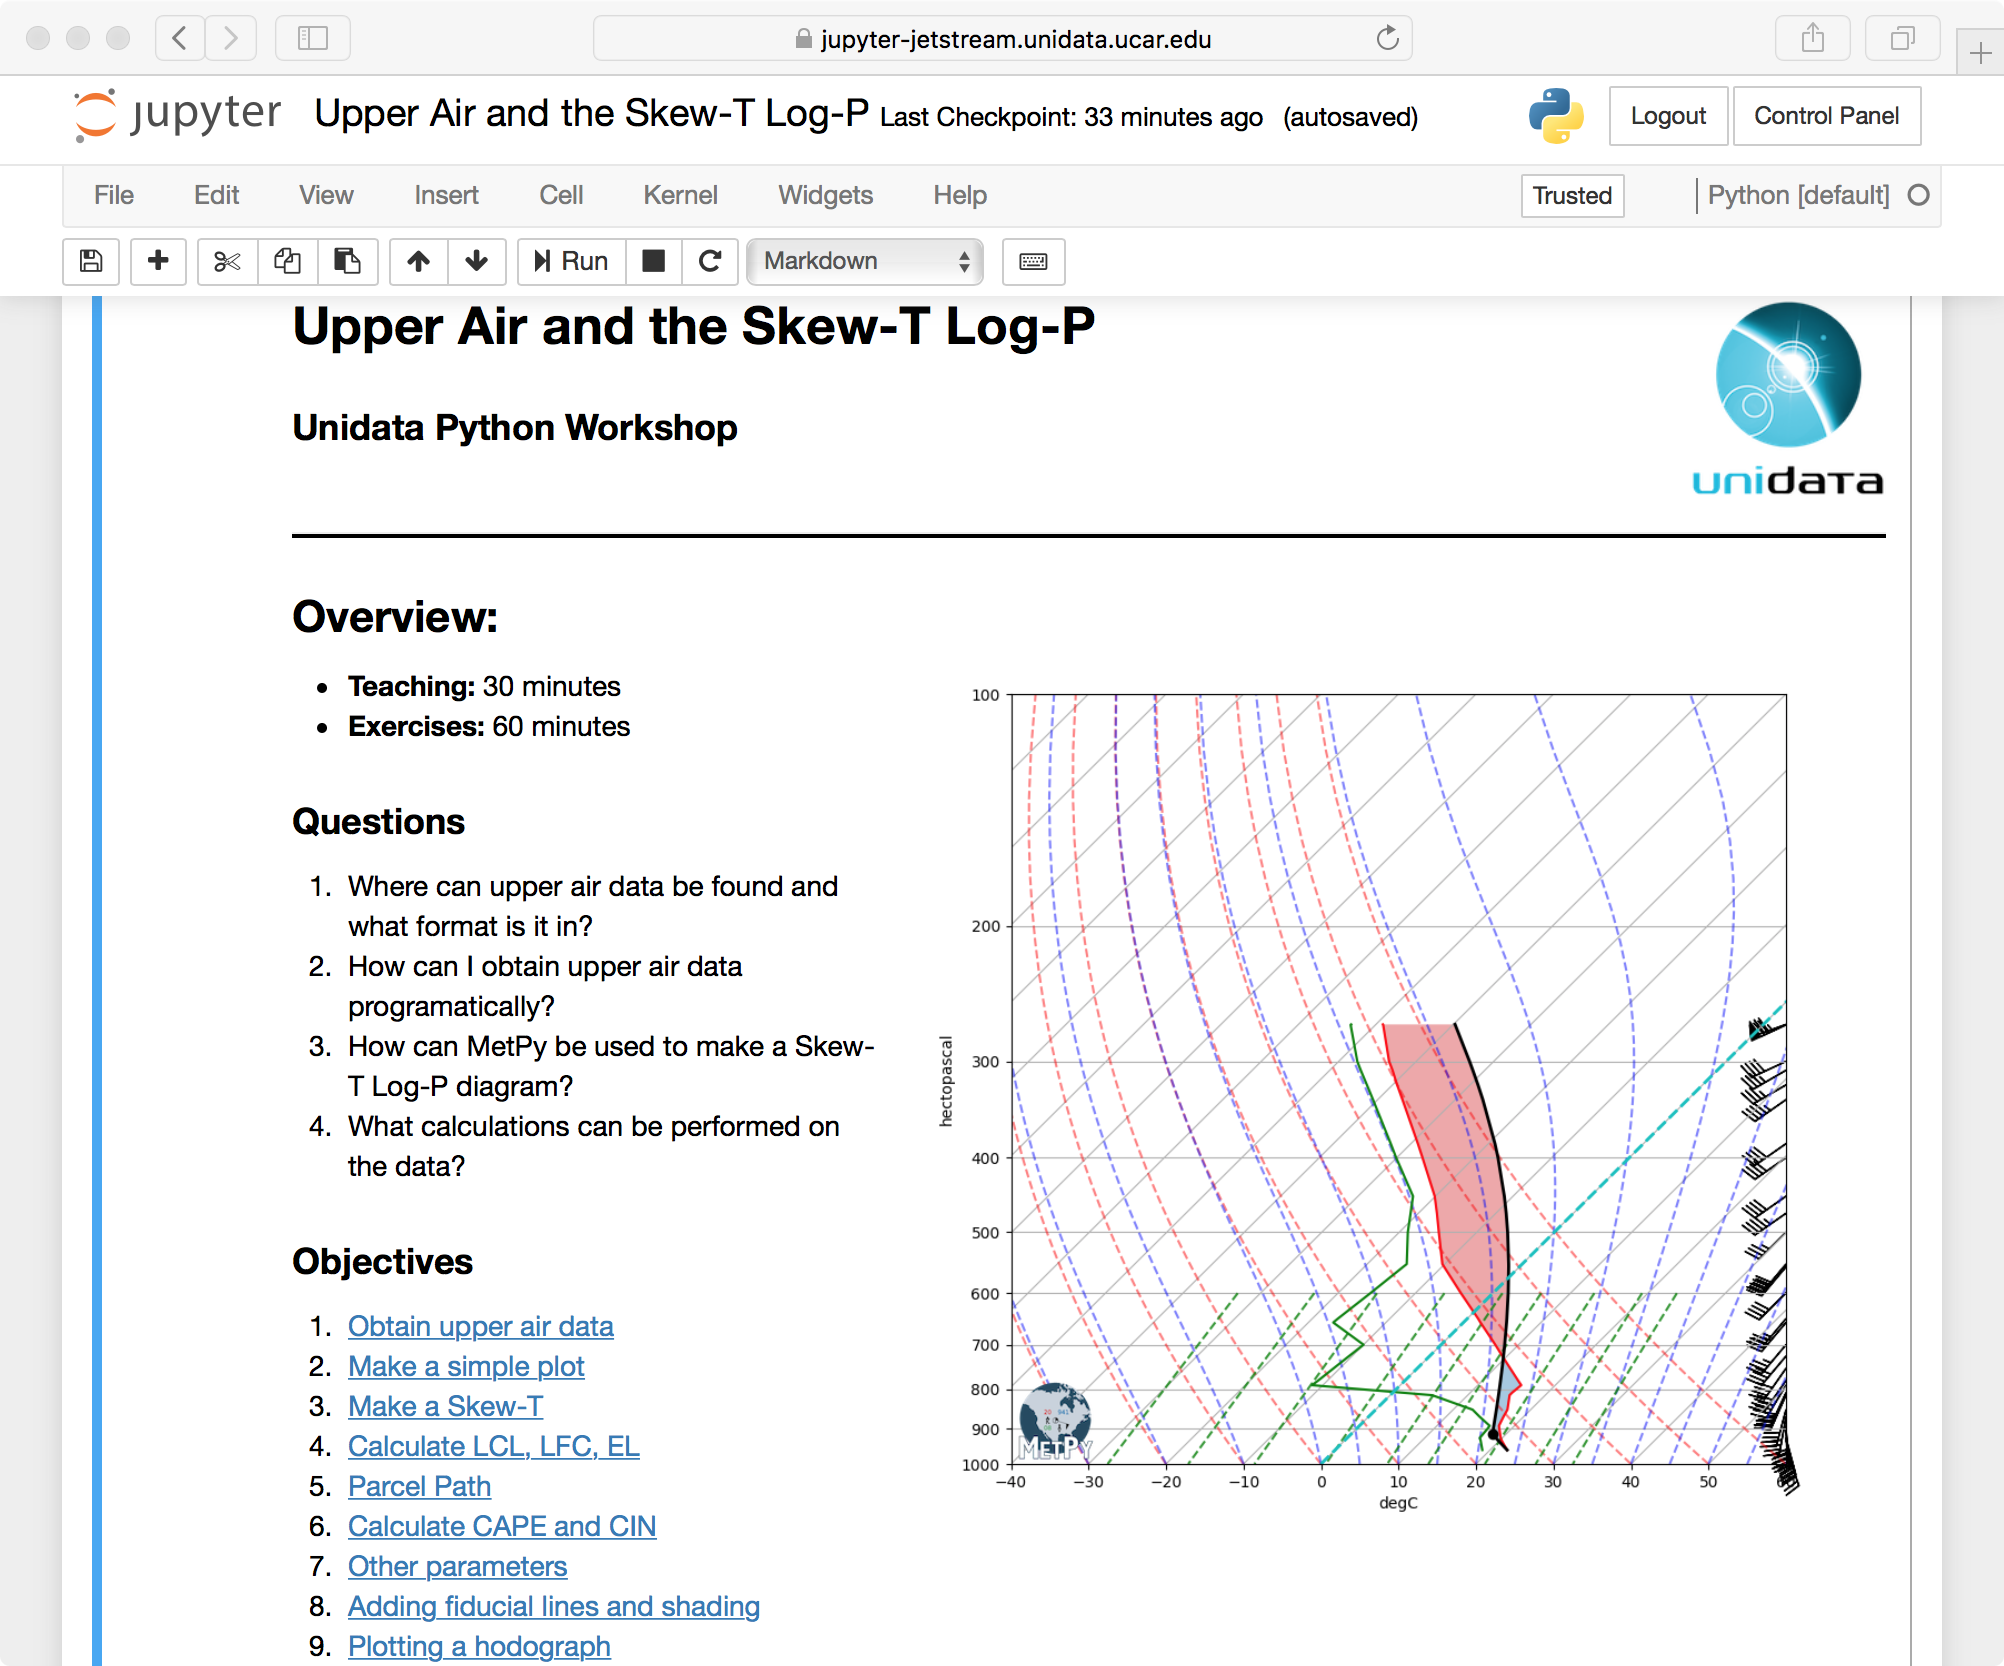 jupyter-jetstream.unidata.ucar.edu
jupyter Upper Air and the Skew-T Log-P Last Checkpoint: 33 minutes ago (autosaved) Logout Control Panel
File Edit View Insert Cell Kernel Widgets Help Trusted Python [default]
Run Markdown
Upper Air and the Skew-T Log-P
Unidata Python Workshop
unidata
Overview:
Teaching: 30 minutes
Exercises: 60 minutes
Questions
1. Where can upper air data be found and
what format is it in?
2. How can I obtain upper air data
programatically?
3. How can MetPy be used to make a Skew-
T Log-P diagram?
4. What calculations can be performed on
the data?
Objectives
1. Obtain upper air data
2. Make a simple plot
3. Make a Skew-T
4. Calculate LCL, LFC, EL
5. Parcel Path
6. Calculate CAPE and CIN
7. Other parameters
8. Adding fiducial lines and shading
9. Plotting a hodograph
100
200
300
400
500
600
700
800
900
1000
hectopascal
METPY
−40 −30 −20 −10 0 10 20 30 40 50
degC